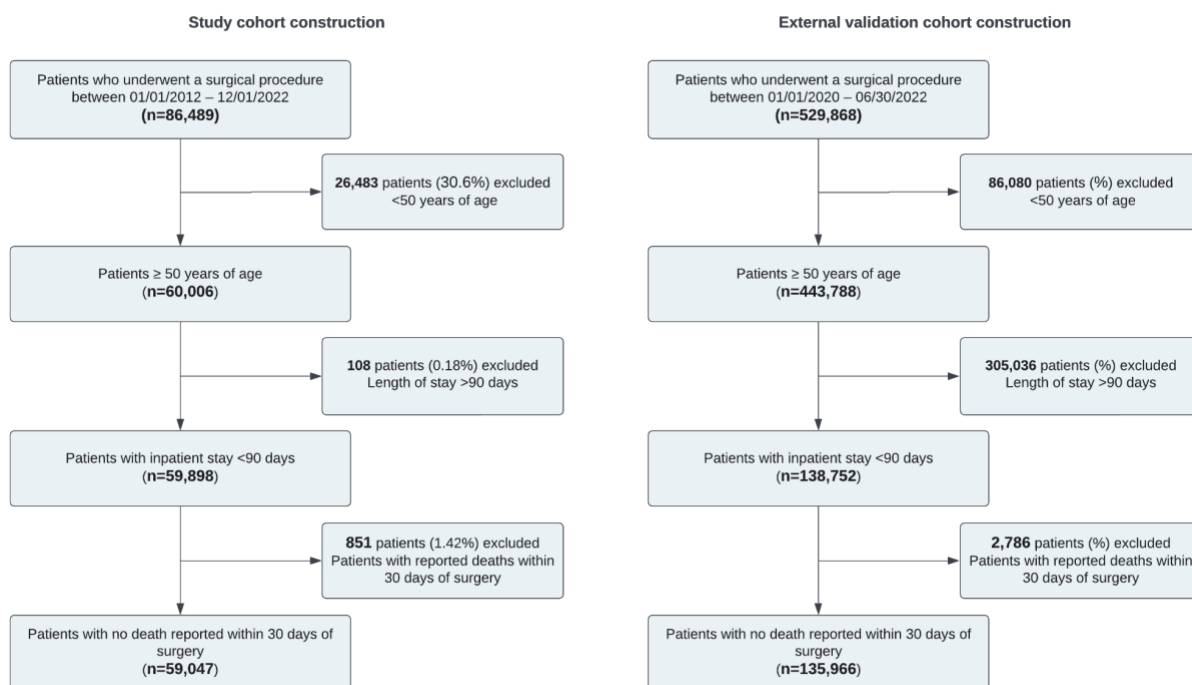 Study cohort construction
Patients who underwent a surgical procedure
between 01/01/2012 – 12/01/2022
(n=86,489)
26,483 patients (30.6%) excluded
<50 years of age
Patients ≥ 50 years of age
(n=60,006)
108 patients (0.18%) excluded
Length of stay >90 days
Patients with inpatient stay <90 days
(n=59,898)
851 patients (1.42%) excluded
Patients with reported deaths within
30 days of surgery
Patients with no death reported within 30 days of
surgery
(n=59,047)
External validation cohort construction
Patients who underwent a surgical procedure
between 01/01/2020 – 06/30/2022
(n=529,868)
86,080 patients (%) excluded
<50 years of age
Patients ≥ 50 years of age
(n=443,788)
305,036 patients (%) excluded
Length of stay >90 days
Patients with inpatient stay <90 days
(n=138,752)
2,786 patients (%) excluded
Patients with reported deaths within
30 days of surgery
Patients with no death reported within 30 days of
surgery
(n=135,966)